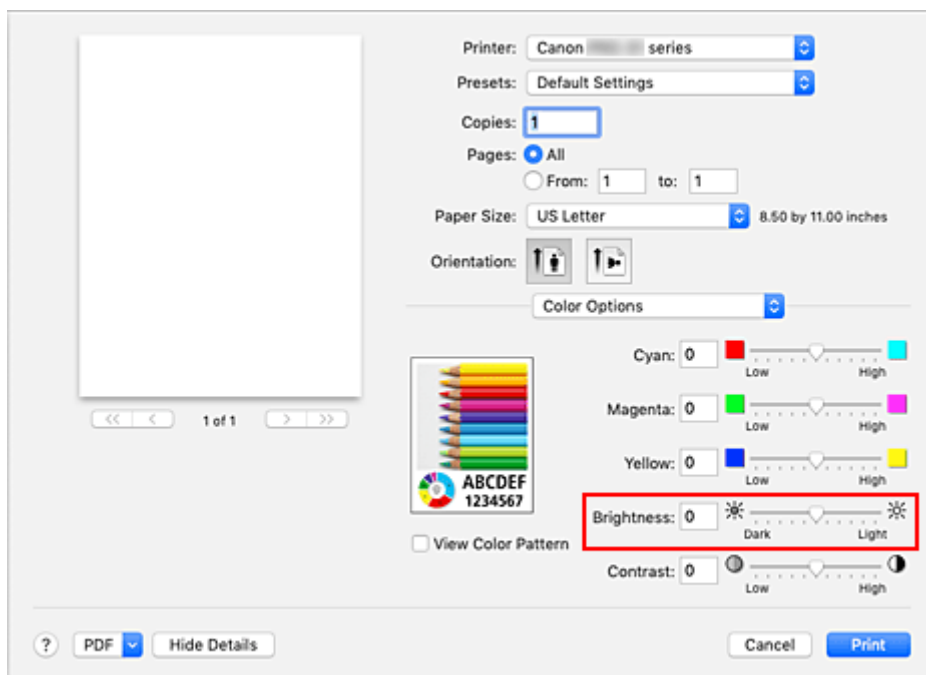 Printer: Canon series
Presets: Default Settings
Copies: 1
Pages: All
From: 1 to: 1
Paper Size: US Letter 8.50 by 11.00 inches
Orientation:
Color Options
Cyan: 0
Low High
Magenta: 0
Low High
Yellow: 0
Low High
Brightness: 0
Dark Light
Contrast: 0
Low High
ABCDEF
1234567
View Color Pattern
<< < 1 of 1 > >>
? PDF Hide Details Cancel Print